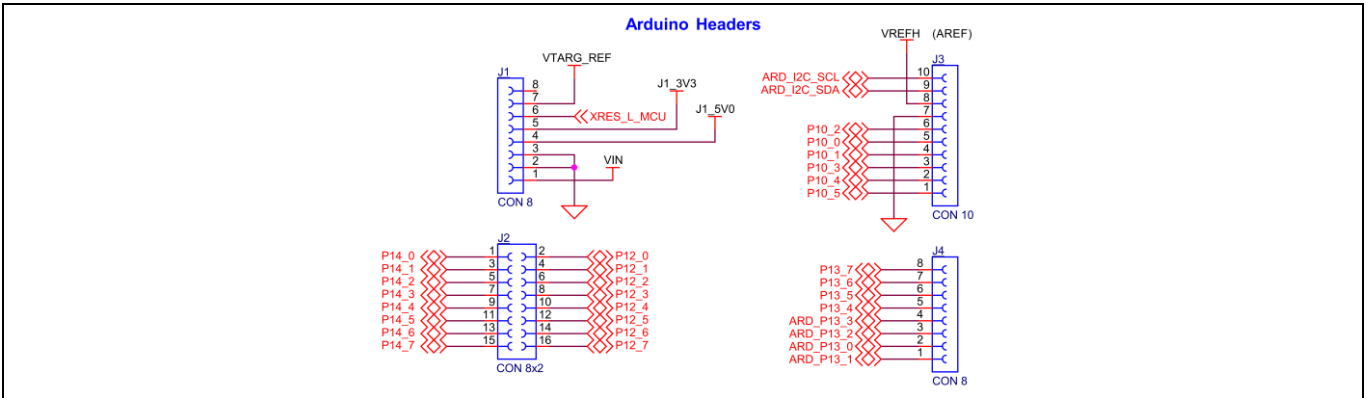 Arduino Headers
VTARG_REF
J1
8
7
6
5
4
3
2
1
J1_3V3
J1_5V0
XRES_L_MCU
VIN
CON 8
VREFH (AREF)
J3
ARD_I2C_SCL 10
ARD_I2C_SDA 9
8
7
P10_2 6
P10_0 5
P10_1 4
P10_3 3
P10_4 2
P10_5 1
CON 10
J2
P14_0 1 2 P12_0
P14_1 3 4 P12_1
P14_2 5 6 P12_2
P14_3 7 8 P12_3
P14_4 9 10 P12_4
P14_5 11 12 P12_5
P14_6 13 14 P12_6
P14_7 15 16 P12_7
CON 8x2
J4
P13_7 8
P13_6 7
P13_5 6
P13_4 5
ARD_P13_3 4
ARD_P13_2 3
ARD_P13_0 2
ARD_P13_1 1
CON 8